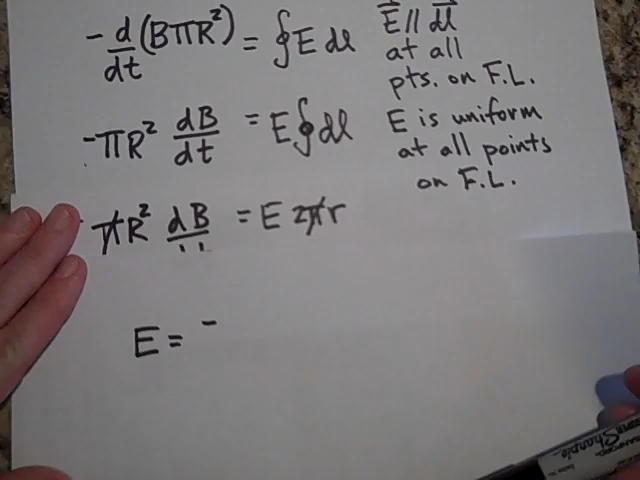 -d/dt (BπR²) = ∮E dl
E⃗ // dl⃗
at all
pts. on F.L.
-πR² dB/dt = E∮dl
E is uniform
at all points
on F.L.
πR² dB/ = E 2πr
E = -
Sharpie